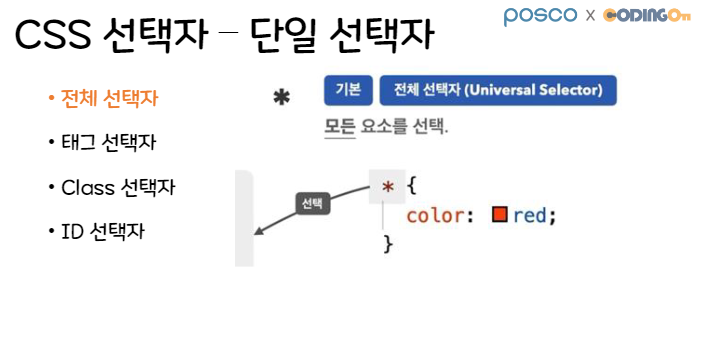 posco x CODINGOn
CSS 선택자 – 단일 선택자
• 전체 선택자
• 태그 선택자
• Class 선택자
• ID 선택자
*
기본 전체 선택자 (Universal Selector)
모든 요소를 선택.
선택
* {
color: red;
}